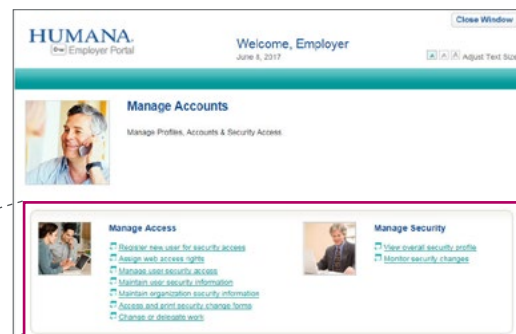 Close Window
HUMANA.
Employer Portal
Welcome, Employer
June 8, 2017
A A A Adjust Text Size
Manage Accounts
Manage Profiles, Accounts & Security Access
Manage Access
Register new user for security access
Assign web access rights
Manage user security access
Maintain user security information
Maintain organization security information
Access and print security change forms
Change or delegate work
Manage Security
View overall security profile
Monitor security changes